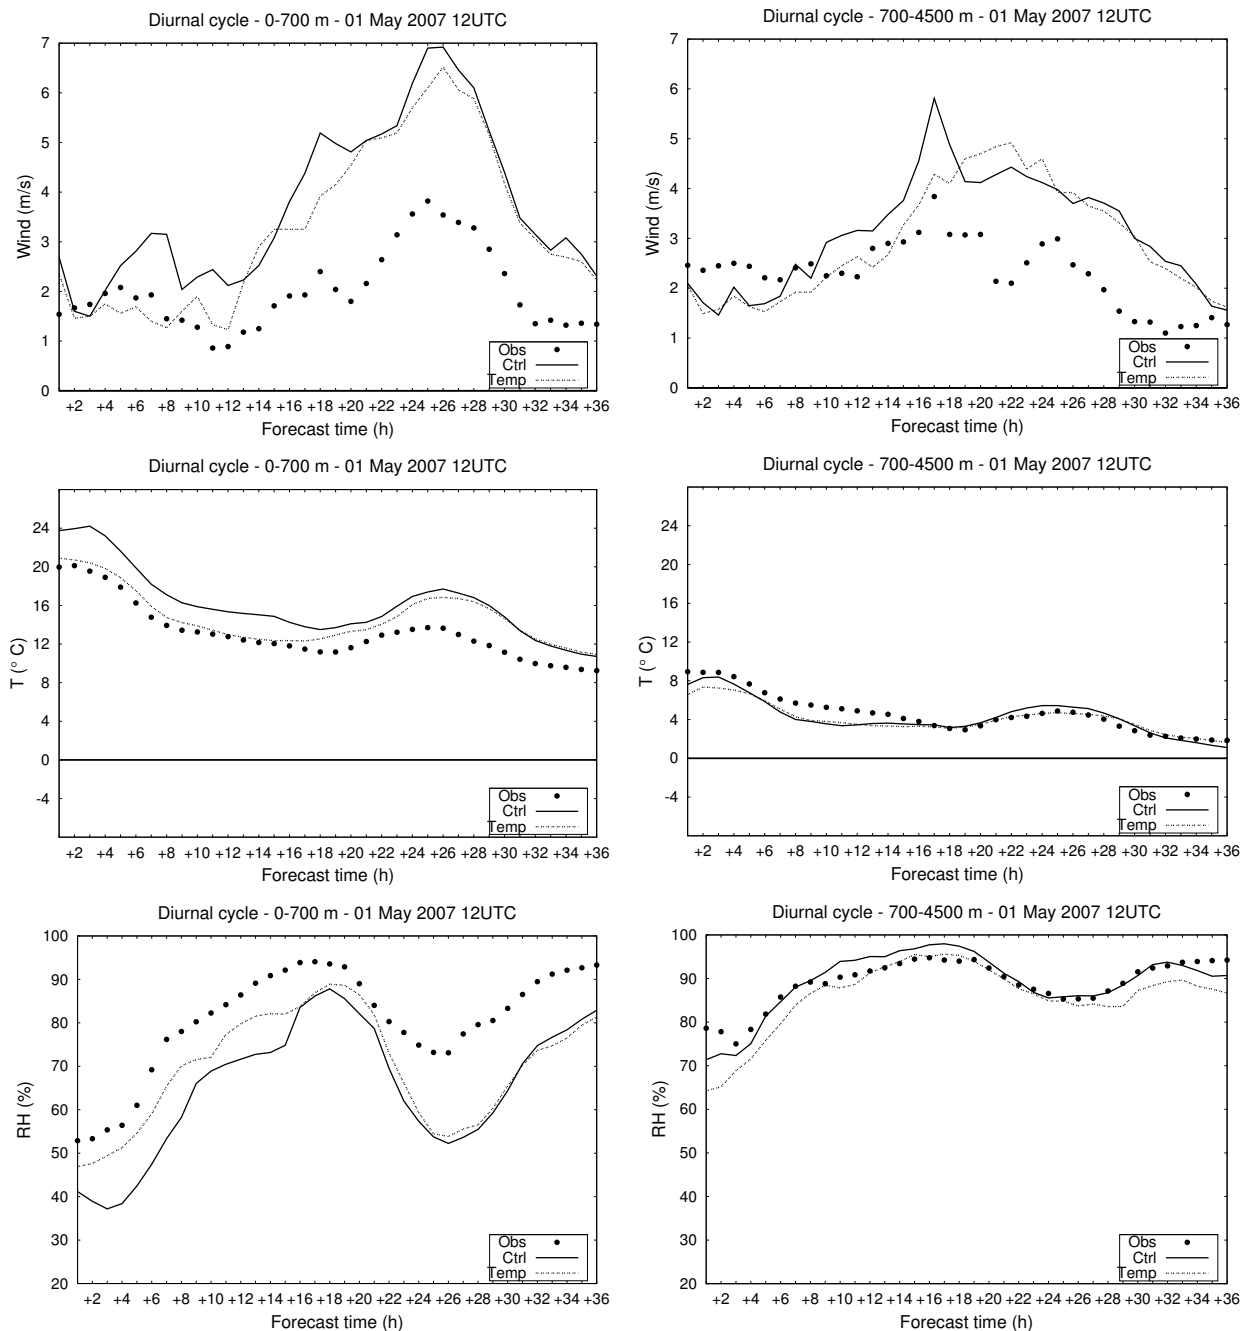 Diurnal cycle - 0-700 m - 01 May 2007 12UTC
7
6
5
4
3
2
1
0
Wind (m/s)
Obs
Ctrl
Temp
+2 +4 +6 +8 +10 +12 +14 +16 +18 +20 +22 +24 +26 +28 +30 +32 +34 +36
Forecast time (h)
Diurnal cycle - 700-4500 m - 01 May 2007 12UTC
7
6
5
4
3
2
1
0
Wind (m/s)
Obs
Ctrl
Temp
+2 +4 +6 +8 +10 +12 +14 +16 +18 +20 +22 +24 +26 +28 +30 +32 +34 +36
Forecast time (h)
Diurnal cycle - 0-700 m - 01 May 2007 12UTC
24
20
16
12
8
4
0
-4
T (° C)
Obs
Ctrl
Temp
+2 +4 +6 +8 +10 +12 +14 +16 +18 +20 +22 +24 +26 +28 +30 +32 +34 +36
Forecast time (h)
Diurnal cycle - 700-4500 m - 01 May 2007 12UTC
24
20
16
12
8
4
0
-4
T (° C)
Obs
Ctrl
Temp
+2 +4 +6 +8 +10 +12 +14 +16 +18 +20 +22 +24 +26 +28 +30 +32 +34 +36
Forecast time (h)
Diurnal cycle - 0-700 m - 01 May 2007 12UTC
100
90
80
70
60
50
40
30
20
RH (%)
Obs
Ctrl
Temp
+2 +4 +6 +8 +10 +12 +14 +16 +18 +20 +22 +24 +26 +28 +30 +32 +34 +36
Forecast time (h)
Diurnal cycle - 700-4500 m - 01 May 2007 12UTC
100
90
80
70
60
50
40
30
20
RH (%)
Obs
Ctrl
Temp
+2 +4 +6 +8 +10 +12 +14 +16 +18 +20 +22 +24 +26 +28 +30 +32 +34 +36
Forecast time (h)